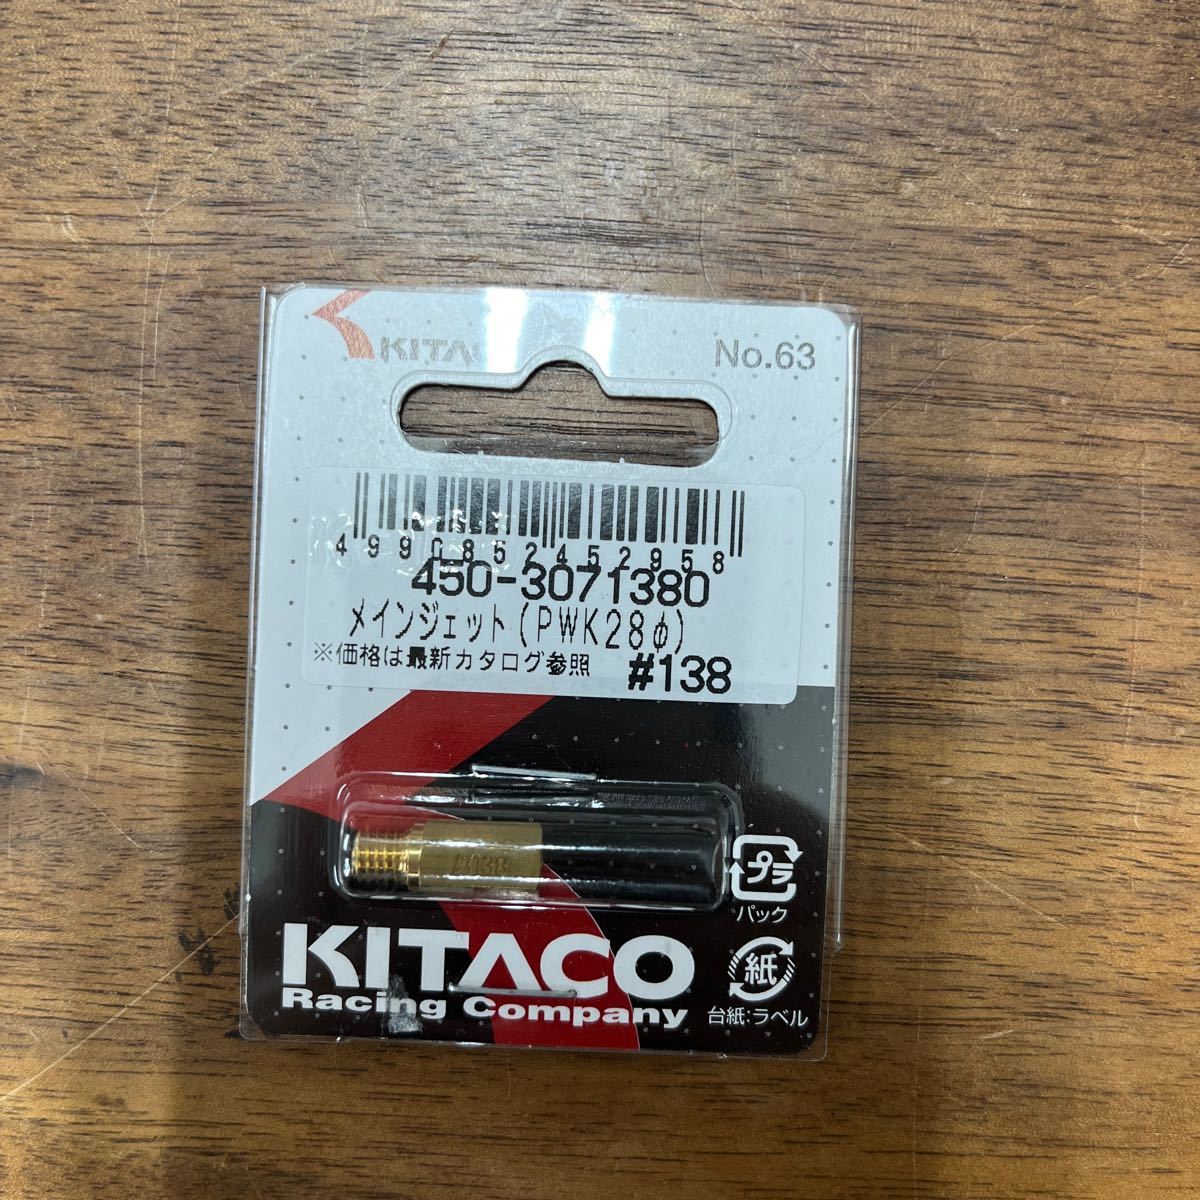 KITACO
No.63
4990852452958
450-3071380
メインジェット(PWK28φ)
※価格は最新カタログ参照 #138
プラ
パック
KITACO
Racing Company
紙
台紙:ラベル